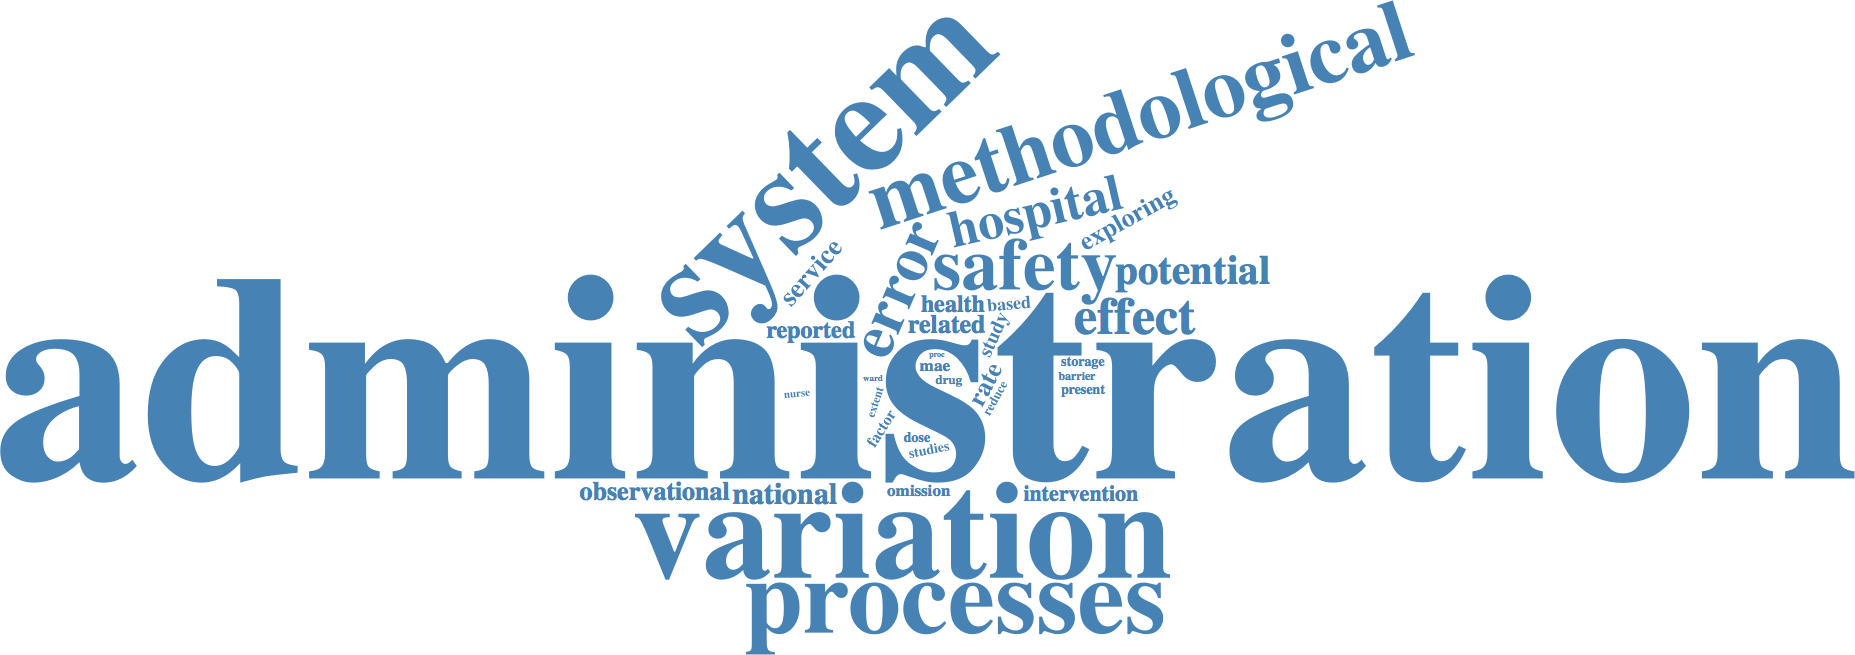 system
methodological
hospital
exploring
service
error
safety
potential
health
based
effect
reported
related
study
administration
proc
mae
drug
ward
nurse
extent
factor
rate
reduce
storage
barrier
present
dose
studies
observational
national
omission
intervention
variation
processes